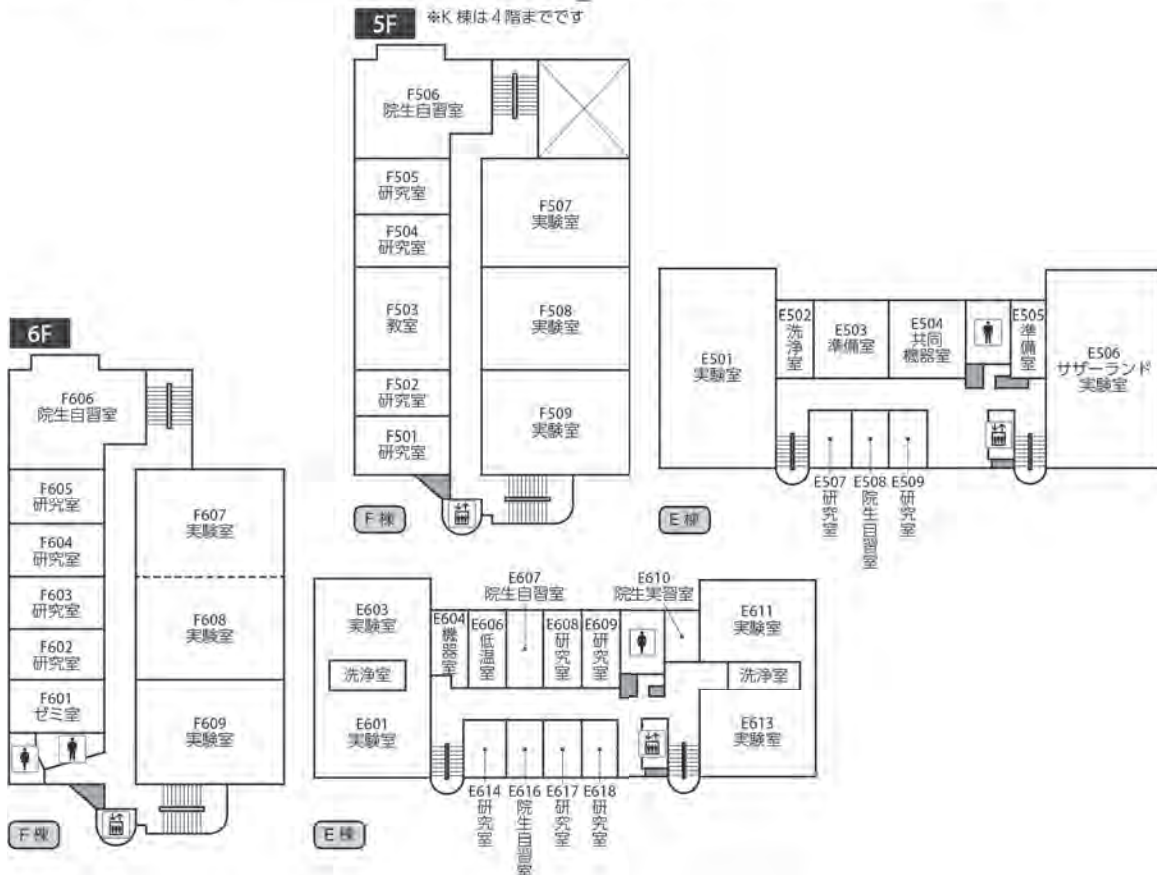 5F
※K棟は4階までです
F506
院生自習室
F505
研究室
F504
研究室
F503
教室
F502
研究室
F501
研究室
F507
実験室
F508
実験室
F509
実験室
F棟
E501
実験室
E502
洗浄室
E503
準備室
E504
共同
機器室
E505
準備室
E506
サザーランド
実験室
E507
研究室
E508
院生自習室
E509
研究室
E棟
6F
F606
院生自習室
F605
研究室
F604
研究室
F603
研究室
F602
研究室
F601
ゼミ室
F607
実験室
F608
実験室
F609
実験室
F棟
E603
実験室
洗浄室
E601
実験室
E604
機器室
E606
低温室
E607
院生自習室
E608
研究室
E609
研究室
E610
院生実習室
E611
実験室
洗浄室
E613
実験室
E614
研究室
E616
院生自習室
E617
研究室
E618
研究室
E棟